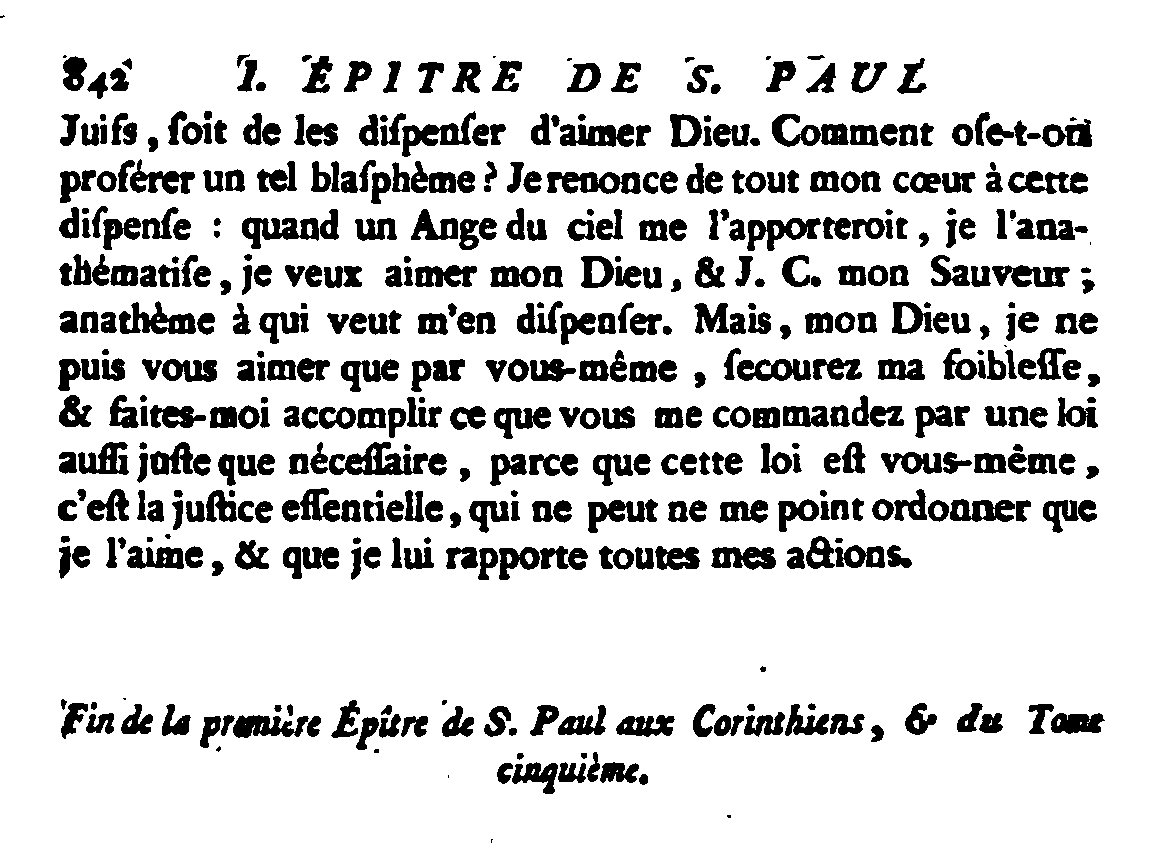 842 I. ÉPITRE DE S. PAUL
Juifs, ſoit de les diſpenſer d'aimer Dieu. Comment oſe-t-on
proférer un tel blaſphème ? Je renonce de tout mon cœur à cette
diſpenſe : quand un Ange du ciel me l'apporteroit, je l'ana-
thématiſe, je veux aimer mon Dieu, & J. C. mon Sauveur ;
anathème à qui veut m'en diſpenſer. Mais, mon Dieu, je ne
puis vous aimer que par vous-même, ſecourez ma foibleſſe,
& faites-moi accomplir ce que vous me commandez par une loi
auſſi juſte que néceſſaire, parce que cette loi eſt vous-même,
c'eſt la juſtice eſſentielle, qui ne peut ne me point ordonner que
je l'aime, & que je lui rapporte toutes mes actions.
Fin de la première Épître de S. Paul aux Corinthiens, & du Tome
cinquième.